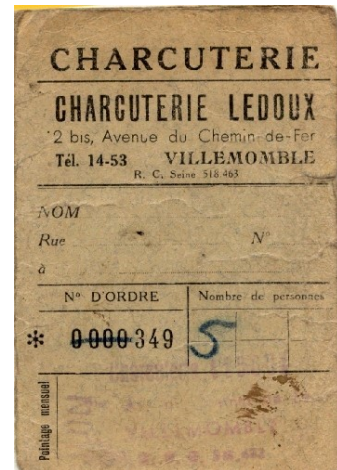 CHARCUTERIE
CHARCUTERIE LEDOUX
2 bis, Avenue du Chemin-de-Fer
Tél. 14-53 VILLEMOMBLE
R. C. Seine 518.463
NOM
Rue N°
à
N° D'ORDRE Nombre de personnes
* 0000349 5
Pointage mensuel